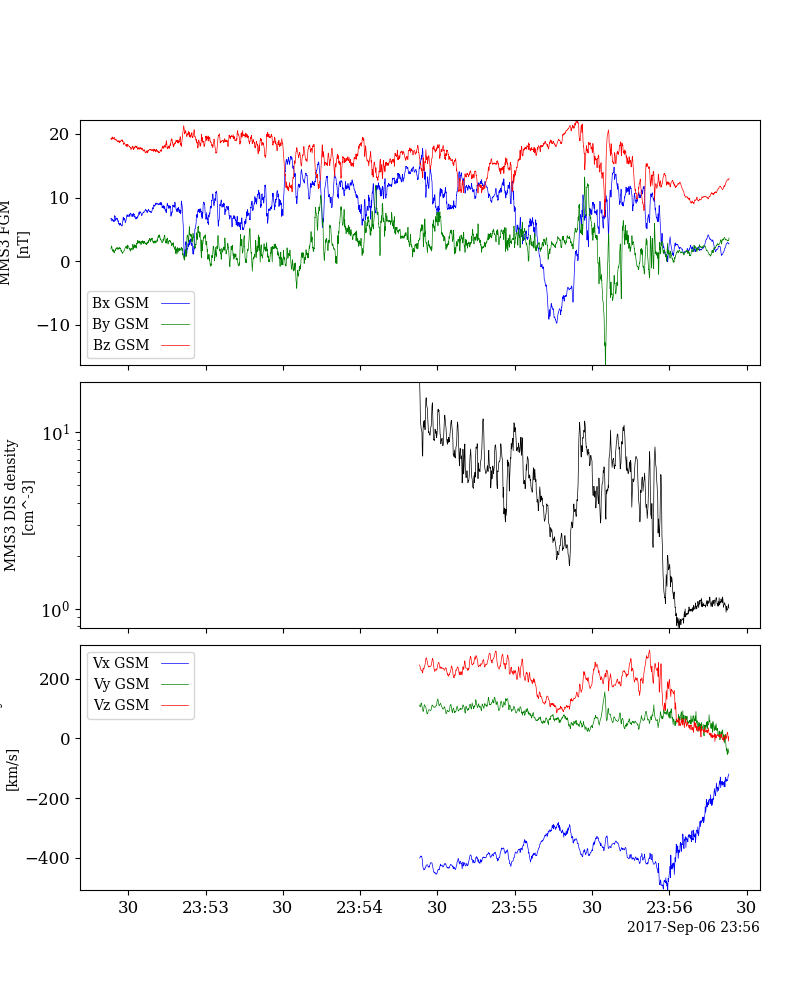 20
10
0
−10
MMS3 FGM
[nT]
Bx GSM
By GSM
Bz GSM
10^1
10^0
MMS3 DIS density
[cm^-3]
200
0
−200
−400
[km/s]
Vx GSM
Vy GSM
Vz GSM
30 23:53 30 23:54 30 23:55 30 23:56 30
2017-Sep-06 23:56